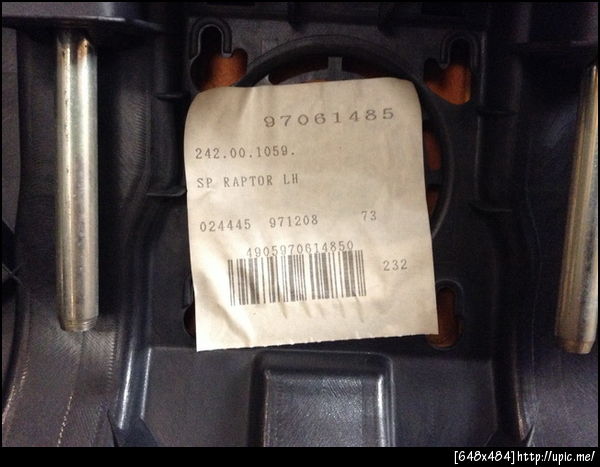 97061485
242.00.1059.
SP RAPTOR LH
024445 971208 73
4905970614850
232
[648x484]http://upic.me/